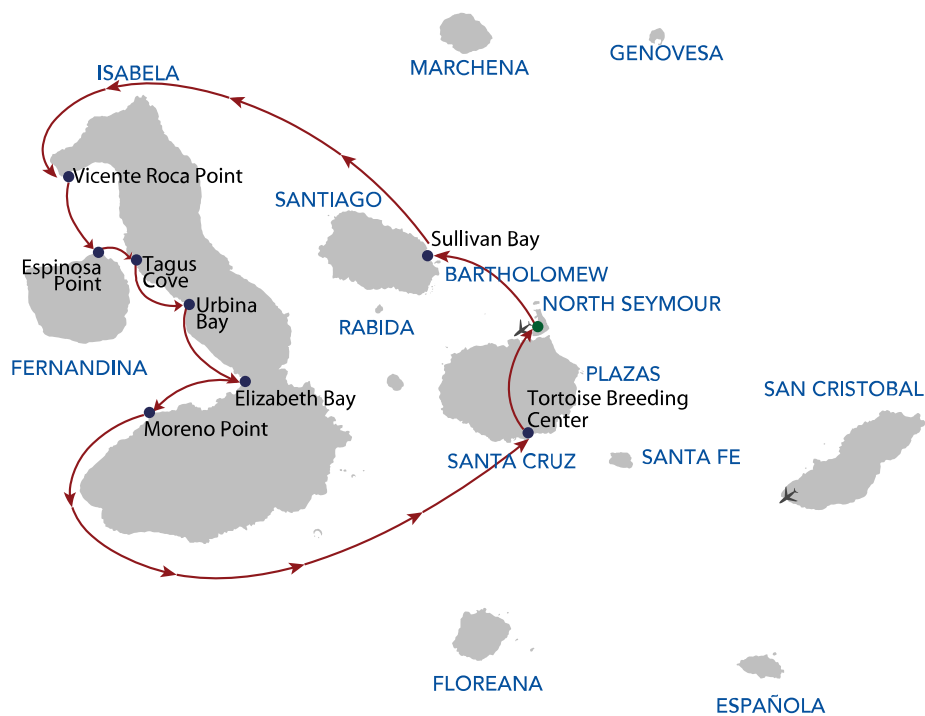 GENOVESA
MARCHENA
ISABELA
Vicente Roca Point
SANTIAGO
Sullivan Bay
BARTHOLOMEW
Espinosa
Point
Tagus
Cove
NORTH SEYMOUR
Urbina
Bay
RABIDA
FERNANDINA
PLAZAS
SAN CRISTOBAL
Elizabeth Bay
Tortoise Breeding
Center
Moreno Point
SANTA CRUZ
SANTA FE
FLOREANA
ESPAÑOLA